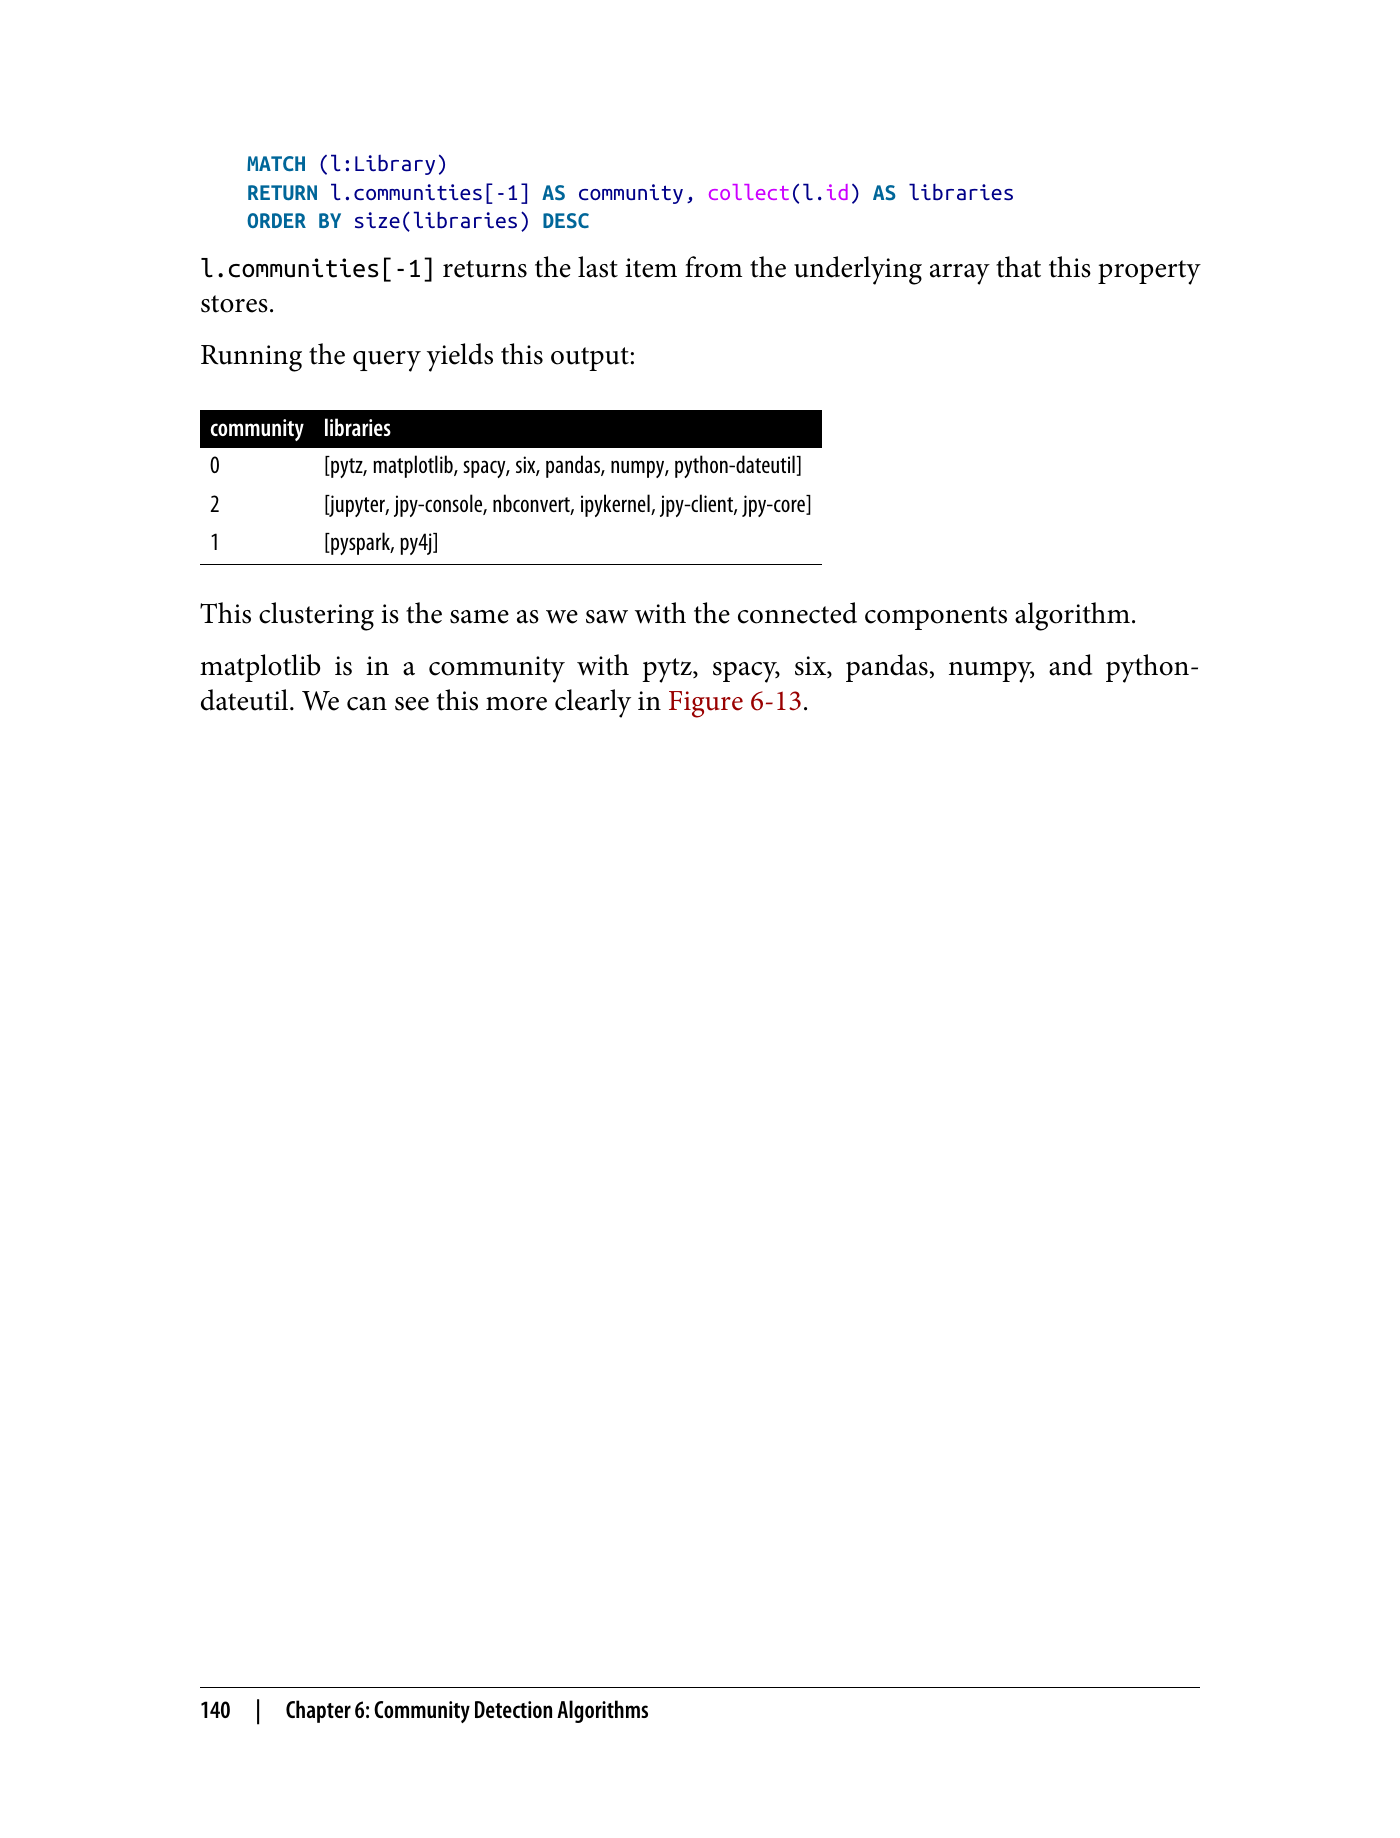 MATCH (l:Library)
RETURN l.communities[-1] AS community, collect(l.id) AS libraries
ORDER BY size(libraries) DESC
l.communities[-1] returns the last item from the underlying array that this property
stores.
Running the query yields this output:
community libraries
0 [pytz, matplotlib, spacy, six, pandas, numpy, python-dateutil]
2 [jupyter, jpy-console, nbconvert, ipykernel, jpy-client, jpy-core]
1 [pyspark, py4j]
This clustering is the same as we saw with the connected components algorithm.
matplotlib is in a community with pytz, spacy, six, pandas, numpy, and python-
dateutil. We can see this more clearly in Figure 6-13.
140 | Chapter 6: Community Detection Algorithms